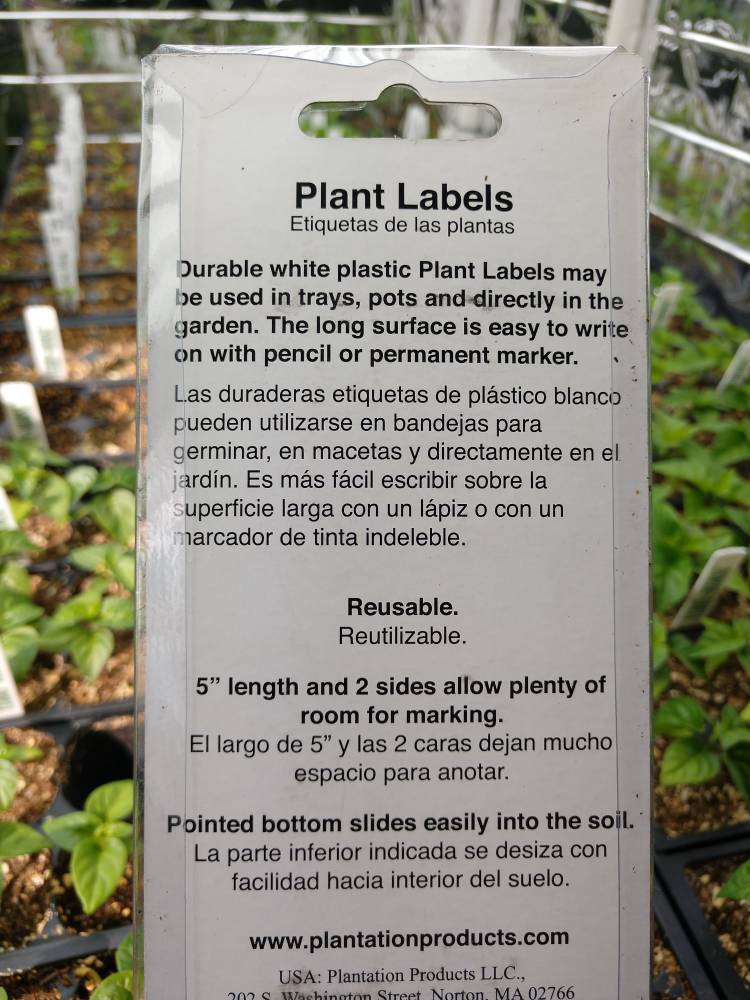 Plant Labels
Etiquetas de las plantas
Durable white plastic Plant Labels may
be used in trays, pots and directly in the
garden. The long surface is easy to write
on with pencil or permanent marker.
Las duraderas etiquetas de plástico blanco
pueden utilizarse en bandejas para
germinar, en macetas y directamente en el
jardín. Es más fácil escribir sobre la
superficie larga con un lápiz o con un
marcador de tinta indeleble.
Reusable.
Reutilizable.
5” length and 2 sides allow plenty of
room for marking.
El largo de 5” y las 2 caras dejan mucho
espacio para anotar.
Pointed bottom slides easily into the soil.
La parte inferior indicada se desiza con
facilidad hacia interior del suelo.
www.plantationproducts.com
USA: Plantation Products LLC.,
202 S. Washington Street, Norton, MA 02766